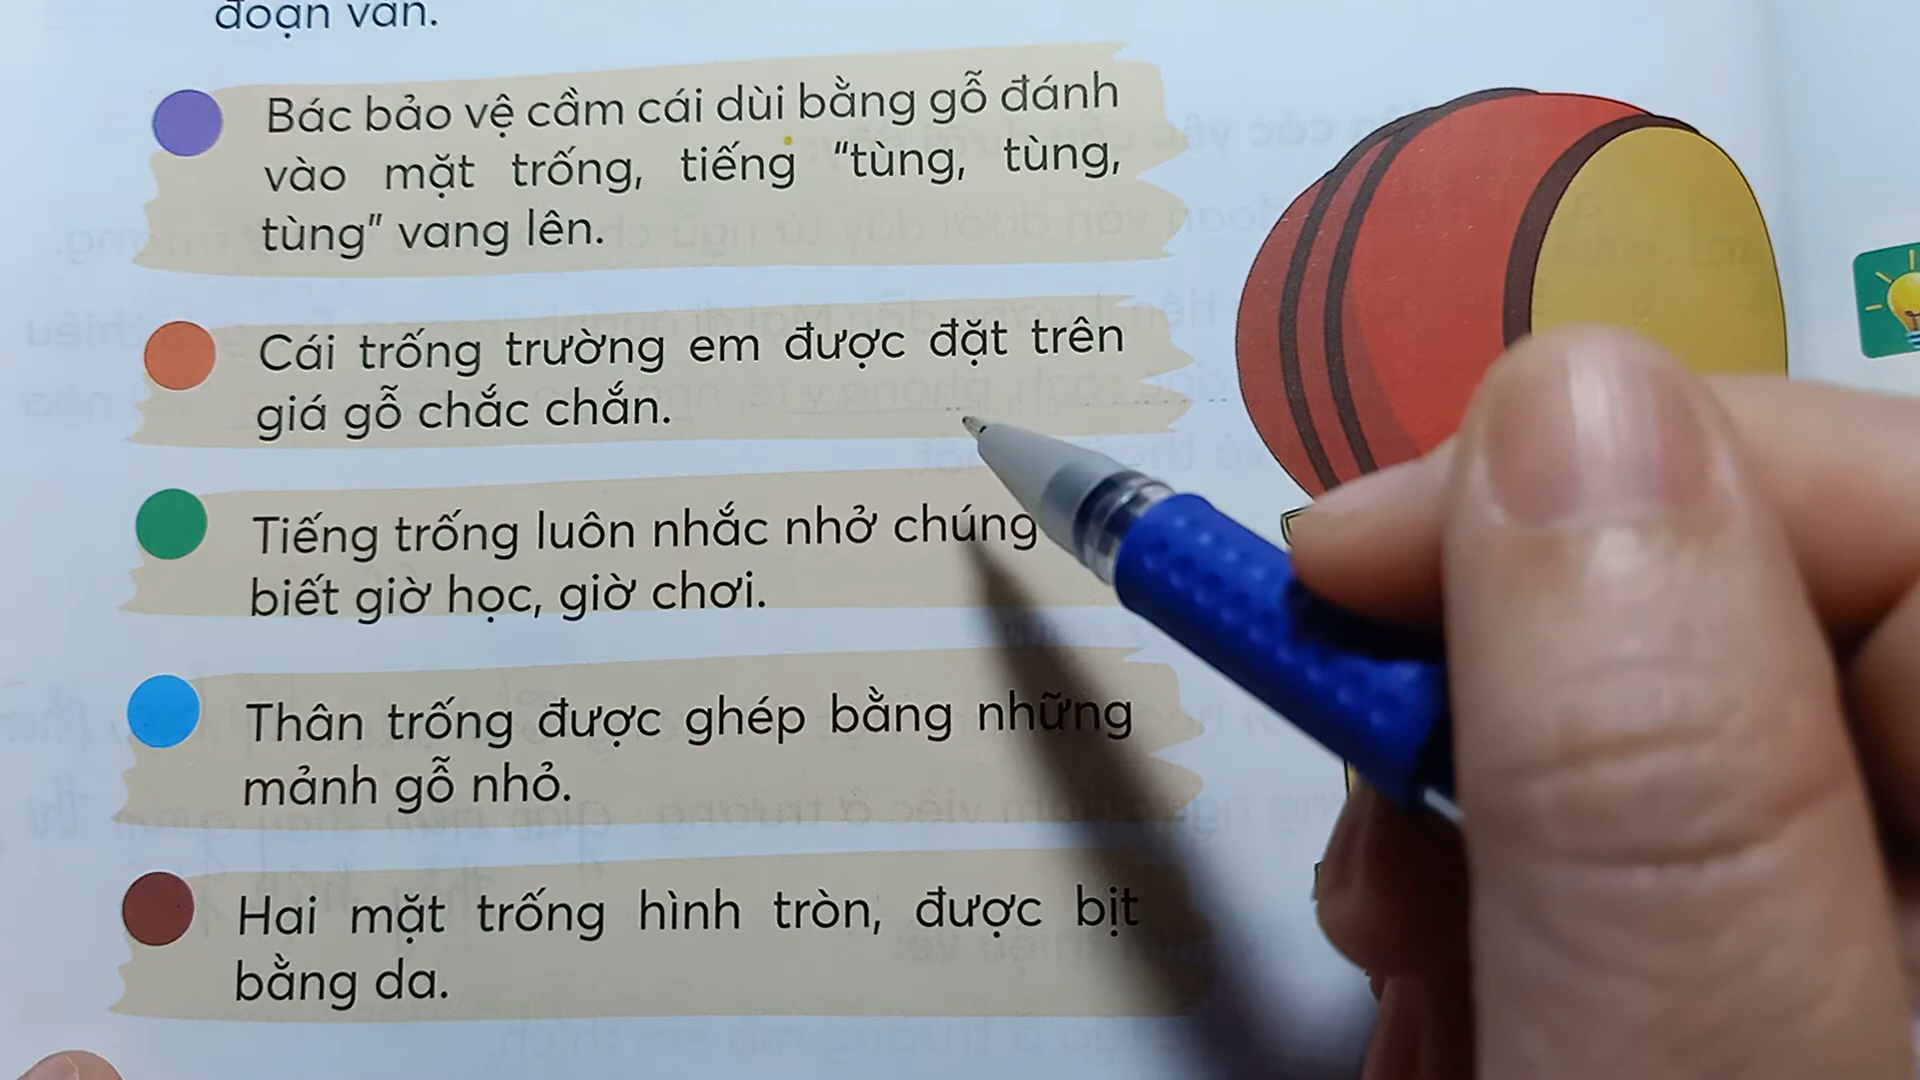 đoạn văn.
Bác bảo vệ cầm cái dùi bằng gỗ đánh
vào mặt trống, tiếng "tùng, tùng,
tùng" vang lên.
Cái trống trường em được đặt trên
giá gỗ chắc chắn.
Tiếng trống luôn nhắc nhở chúng
biết giờ học, giờ chơi.
Thân trống được ghép bằng những
mảnh gỗ nhỏ.
Hai mặt trống hình tròn, được bịt
bằng da.